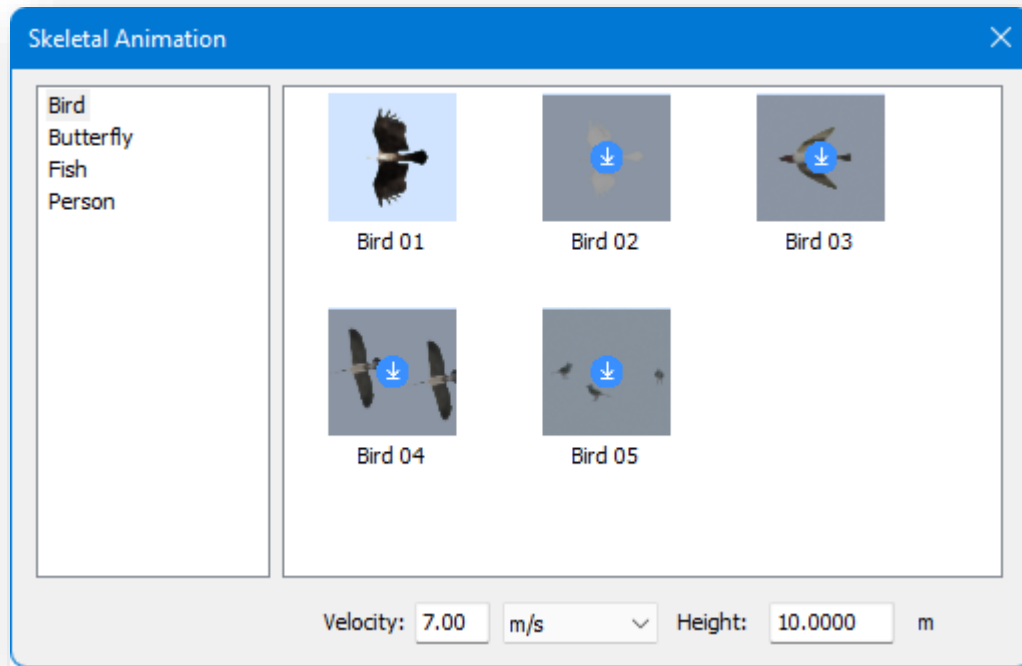 Skeletal Animation
Bird
Butterfly
Fish
Person
Bird 01
Bird 02
Bird 03
Bird 04
Bird 05
Velocity: 7.00 m/s Height: 10.0000 m